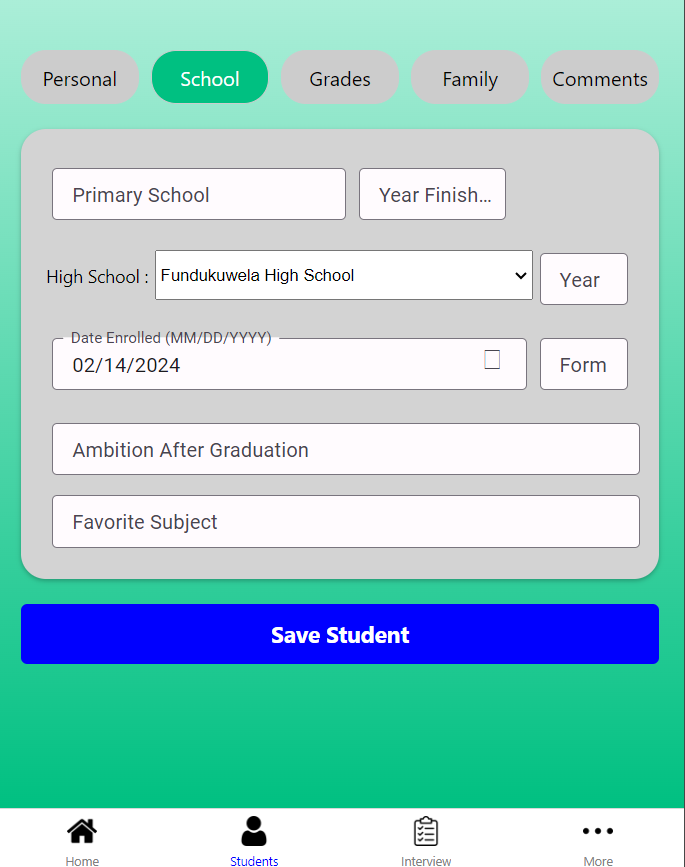 Personal School Grades Family Comments
Primary School Year Finish...
High School : Fundukuwela High School Year
Date Enrolled (MM/DD/YYYY)
02/14/2024 Form
Ambition After Graduation
Favorite Subject
Save Student
Home Students Interview More